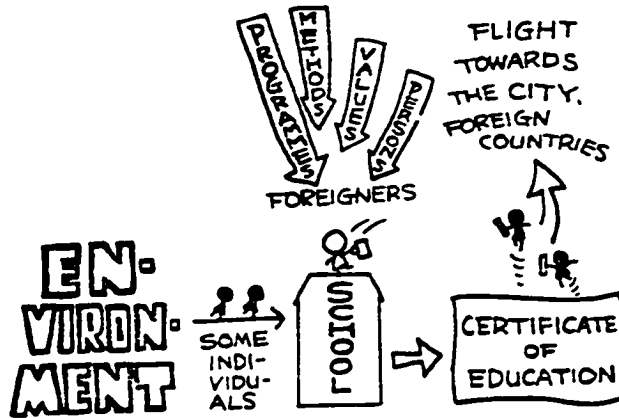 PROGRAMMES
METHODS
VALUES
PERSONS
FOREIGNERS
FLIGHT
TOWARDS
THE CITY,
FOREIGN
COUNTRIES
EN-
VIRON-
MENT
SOME
INDI-
VIDU-
ALS
SCHOOL
CERTIFICATE
OF
EDUCATION